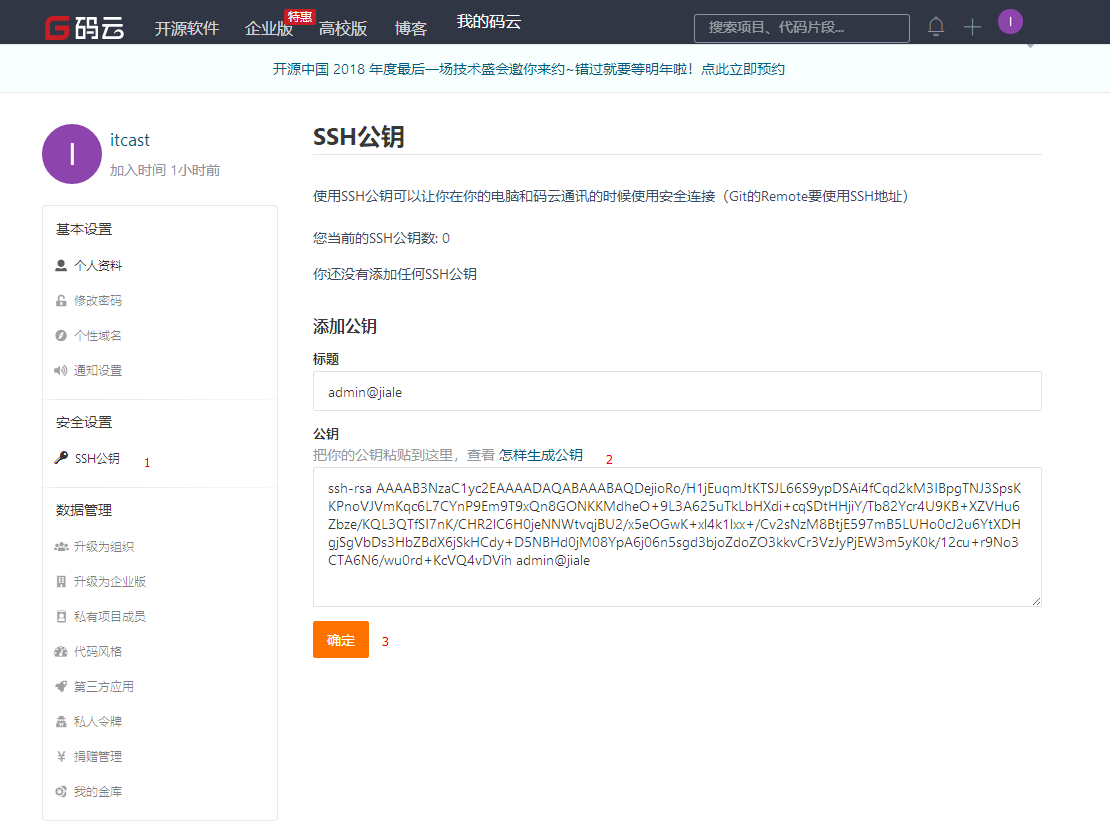 码云 开源软件 企业版 特惠 高校版 博客 我的码云 搜索项目、代码片段... I
开源中国 2018 年度最后一场技术盛会邀你来约~错过就要等明年啦！点此立即预约
I
itcast
加入时间 1小时前
基本设置
个人资料
修改密码
个性域名
通知设置
安全设置
SSH公钥 1
数据管理
升级为组织
升级为企业版
私有项目成员
代码风格
第三方应用
私人令牌
捐赠管理
我的金库
SSH公钥
使用SSH公钥可以让你在你的电脑和码云通讯的时候使用安全连接（Git的Remote要使用SSH地址）
您当前的SSH公钥数: 0
你还没有添加任何SSH公钥
添加公钥
标题
admin@jiale
公钥
把你的公钥粘贴到这里，查看 怎样生成公钥 2
ssh-rsa AAAAB3NzaC1yc2EAAAADAQABAAABAQDejioRo/H1jEuqmJtKTSJL66S9ypDSAi4fCqd2kM3IBpgTNJ3SpsK
KPnoVJVmKqc6L7CYnP9Em9T9xQn8GONKKMdheO+9L3A625uTkLbHXdi+cqSDtHHjiY/Tb82Ycr4U9KB+XZVHu6
Zbze/KQL3QTfSI7nK/CHR2IC6H0jeNNWtvqjBU2/x5eOGwK+xl4k1lxx+/Cv2sNzM8BtjE597mB5LUHo0cJ2u6YtXDH
gjSgVbDs3HbZBdX6jSkHCdy+D5NBHd0jM08YpA6j06n5sgd3bjoZdoZO3kkvCr3VzJyPjEW3m5yK0k/12cu+r9No3
CTA6N6/wu0rd+KcVQ4vDVih admin@jiale
确定 3